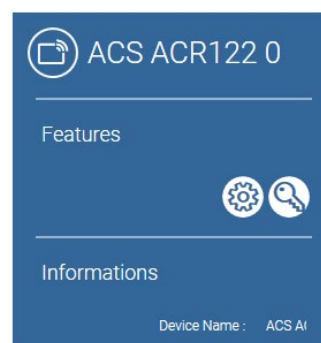 ACS ACR122 0
Features
Informations
Device Name : ACS